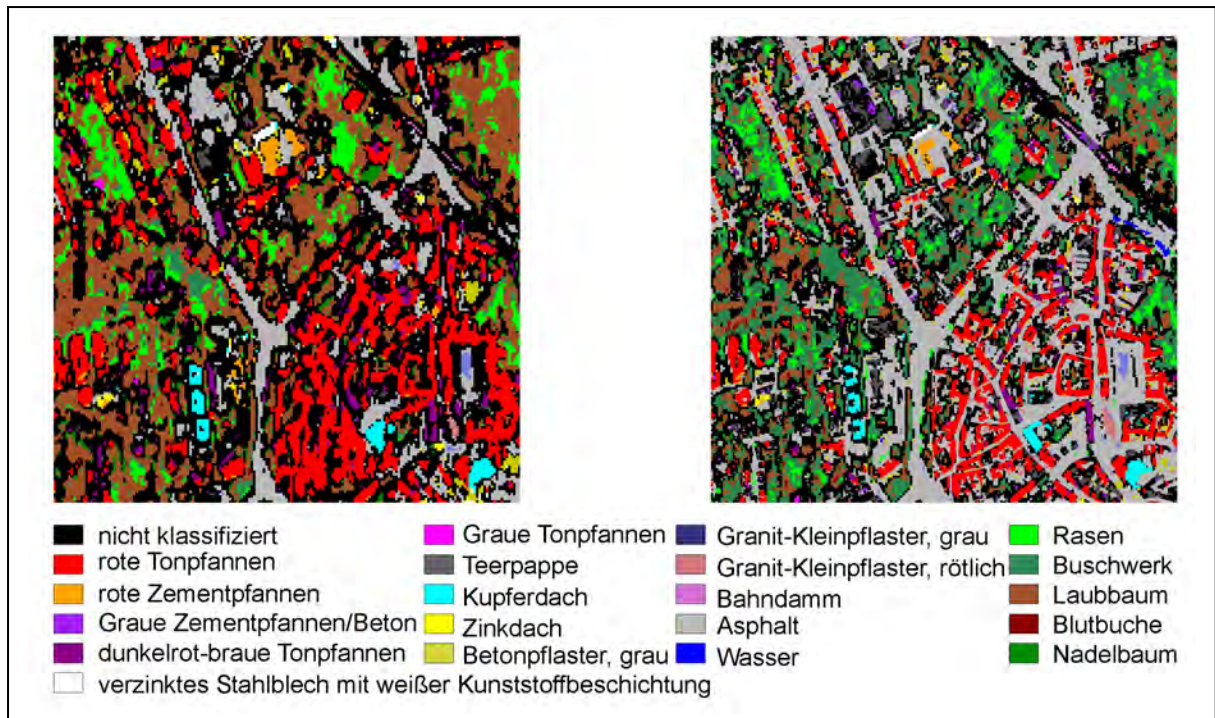 nicht klassifiziert
rote Tonpfannen
rote Zementpfannen
Graue Zementpfannen/Beton
dunkelrot-braue Tonpfannen
verzinktes Stahlblech mit weißer Kunststoffbeschichtung
Graue Tonpfannen
Teerpappe
Kupferdach
Zinkdach
Betonpflaster, grau
Granit-Kleinpflaster, grau
Granit-Kleinpflaster, rötlich
Bahndamm
Asphalt
Wasser
Rasen
Buschwerk
Laubbaum
Blutbuche
Nadelbaum